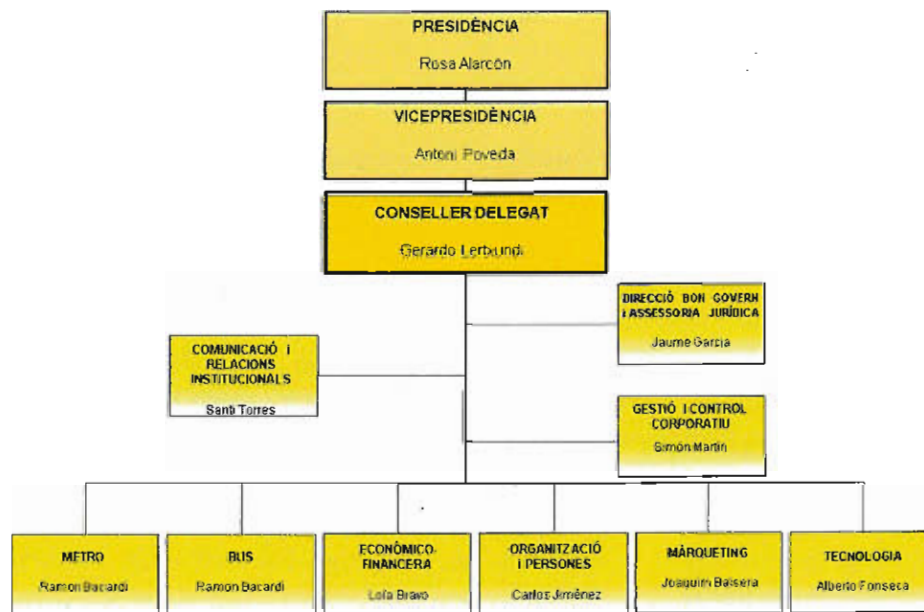 PRESIDÈNCIA
Rosa Alarcón
VICEPRESIDÈNCIA
Antoni Poveda
CONSELLER DELEGAT
Gerardo Lertxundi
DIRECCIÓ BON GOVERN
i ASSESSORIA JURÍDICA
Jaume Garcia
COMUNICACIÓ i
RELACIONS
INSTITUCIONALS
Santi Torres
GESTIÓ I CONTROL
CORPORATIU
Simón Martín
METRO
Ramon Bacardí
BUS
Ramon Bacardí
ECONÒMICO-
FINANCERA
Lola Bravo
ORGANITZACIÓ
i PERSONES
Carlos Jiménez
MÀRQUETING
Joaquim Balsera
TECNOLOGIA
Alberto Fonseca